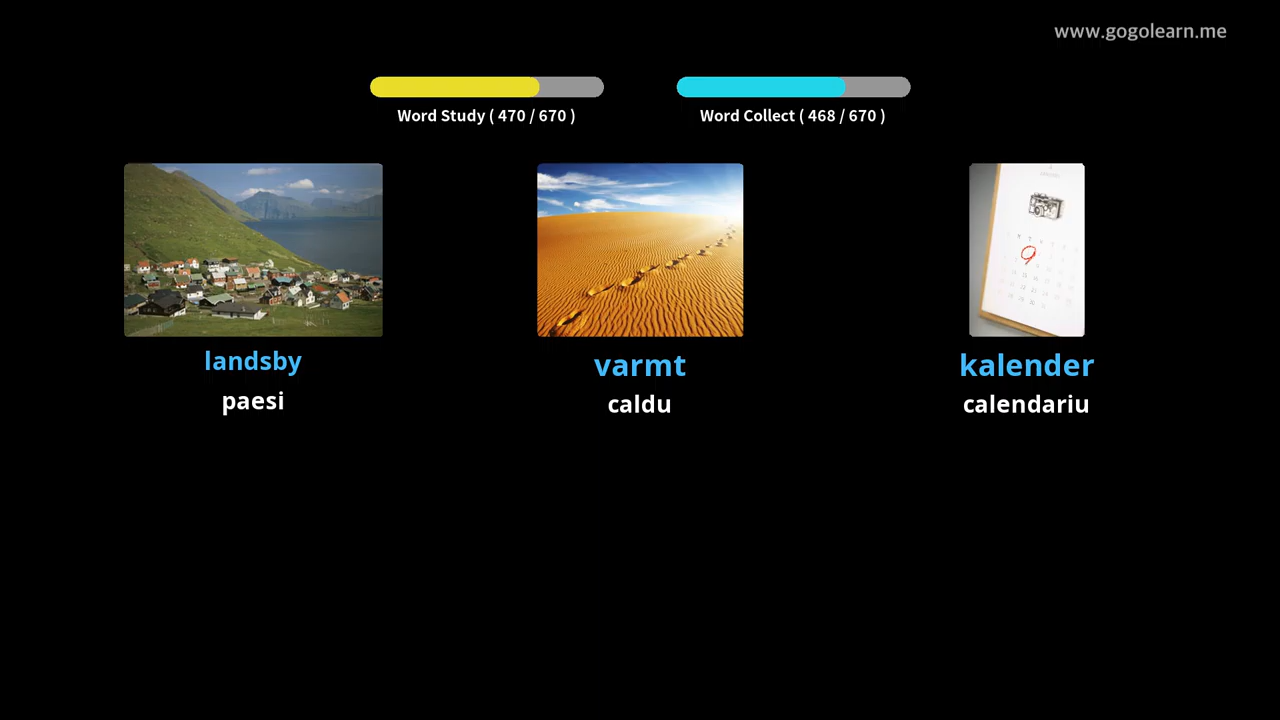 www.gogolearn.me
Word Study ( 470 / 670 )
Word Collect ( 468 / 670 )
landsby
varmt
kalender
paesi
caldu
calendariu